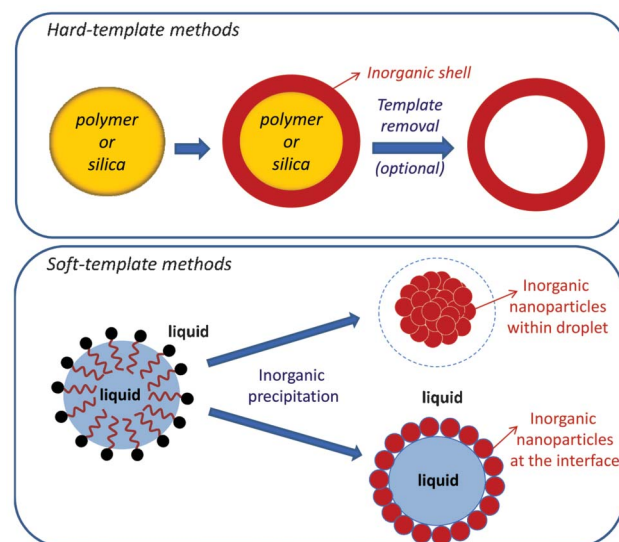 Hard-template methods
Inorganic shell
polymer
or
silica
polymer
or
silica
Template
removal
(optional)
Soft-template methods
liquid
liquid
Inorganic
precipitation
Inorganic
nanoparticles
within droplet
liquid
liquid
Inorganic
nanoparticles
at the interface